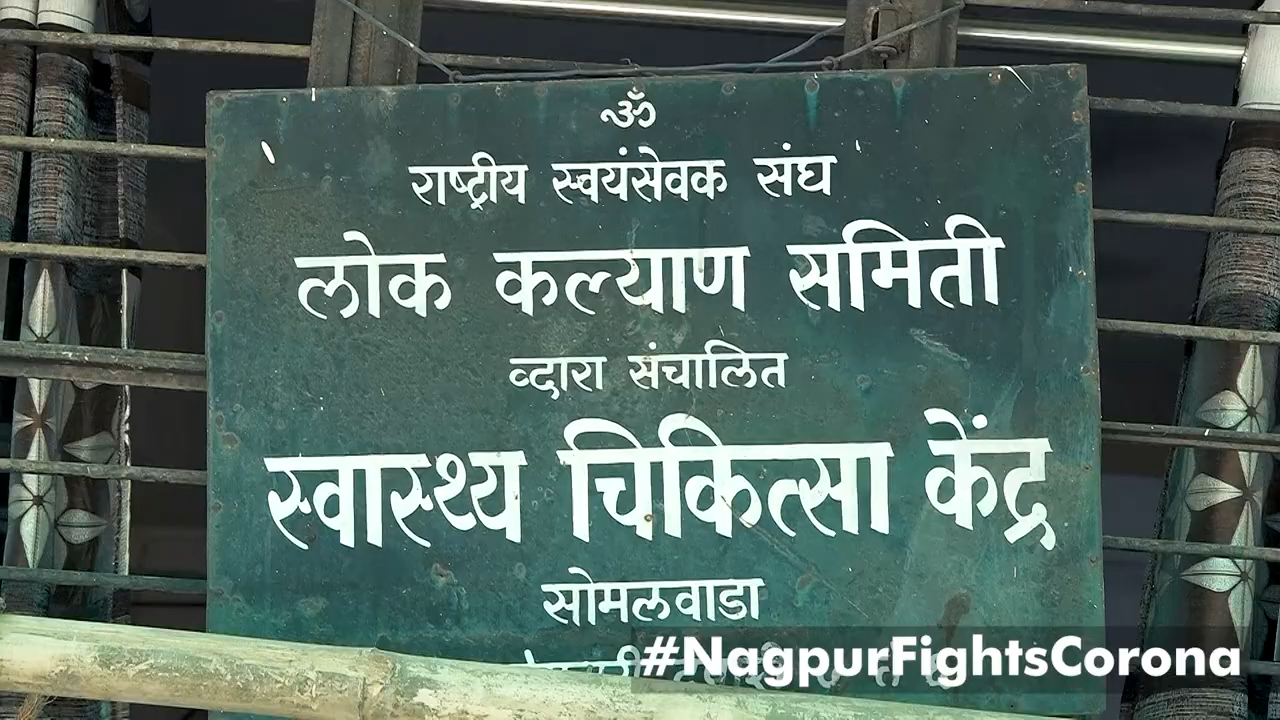 ॐ
राष्ट्रीय स्वयंसेवक संघ
लोक कल्याण समिती
व्दारा संचालित
स्वास्थ्य चिकित्सा केंद्र
सोमलवाडा
#NagpurFightsCorona